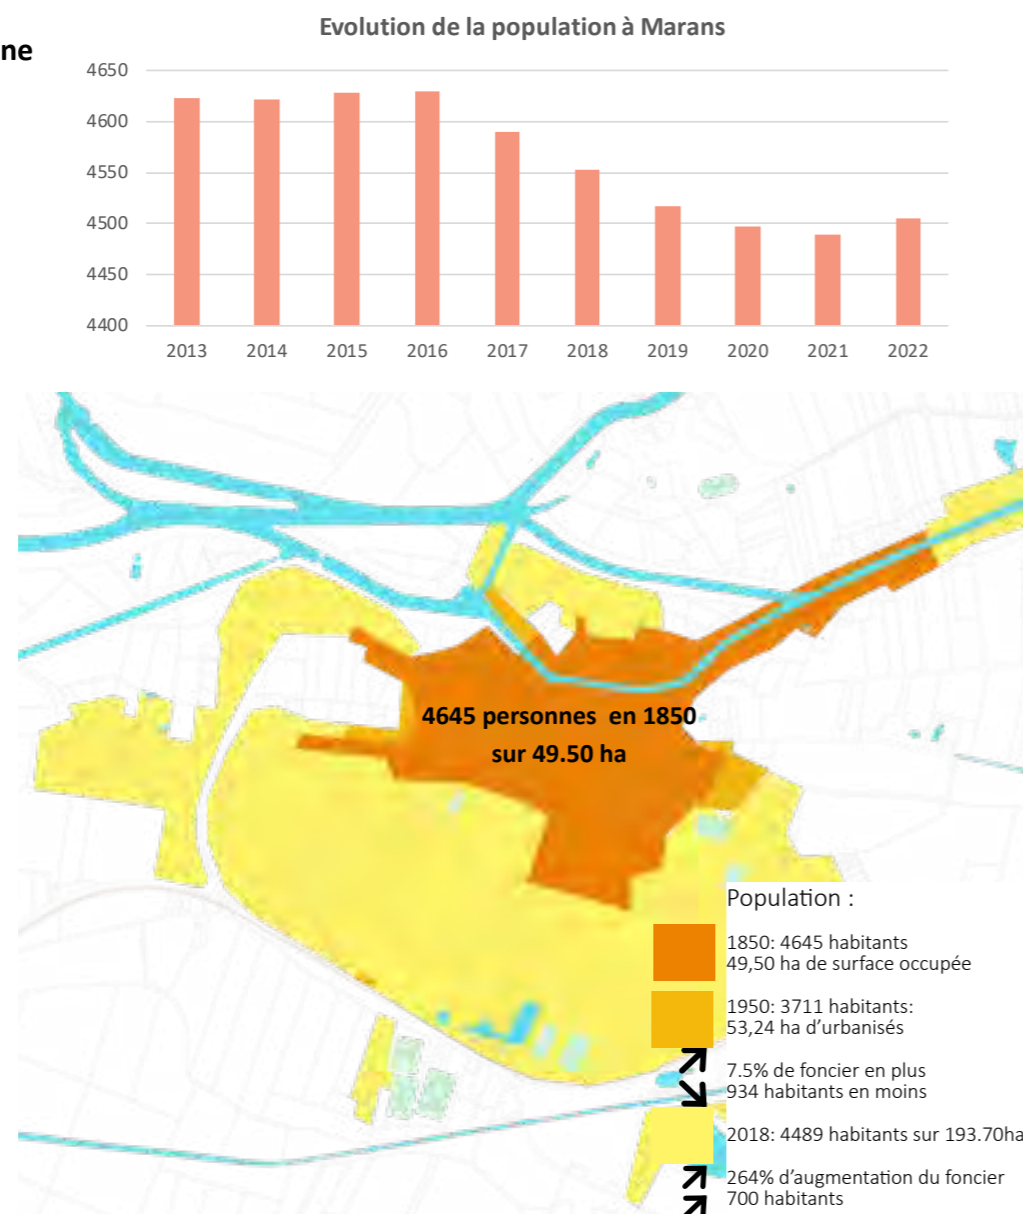 Evolution de la population à Marans
ne
4650
4600
4550
4500
4450
4400
2013 2014 2015 2016 2017 2018 2019 2020 2021 2022
4645 personnes en 1850
sur 49.50 ha
Population :
1850: 4645 habitants
49,50 ha de surface occupée
1950: 3711 habitants:
53,24 ha d’urbanisés
7.5% de foncier en plus
934 habitants en moins
2018: 4489 habitants sur 193.70ha
264% d’augmentation du foncier
700 habitants